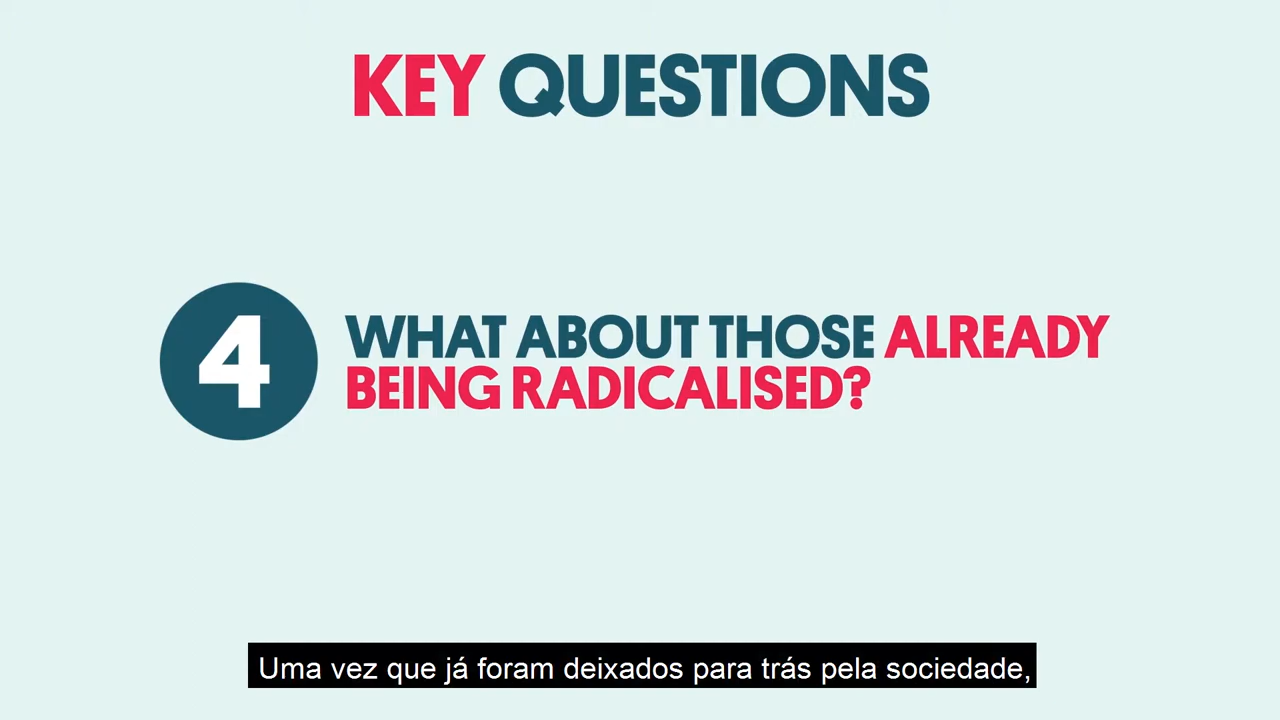 KEY QUESTIONS
4
WHAT ABOUT THOSE ALREADY
BEING RADICALISED?
Uma vez que já foram deixados para trás pela sociedade,